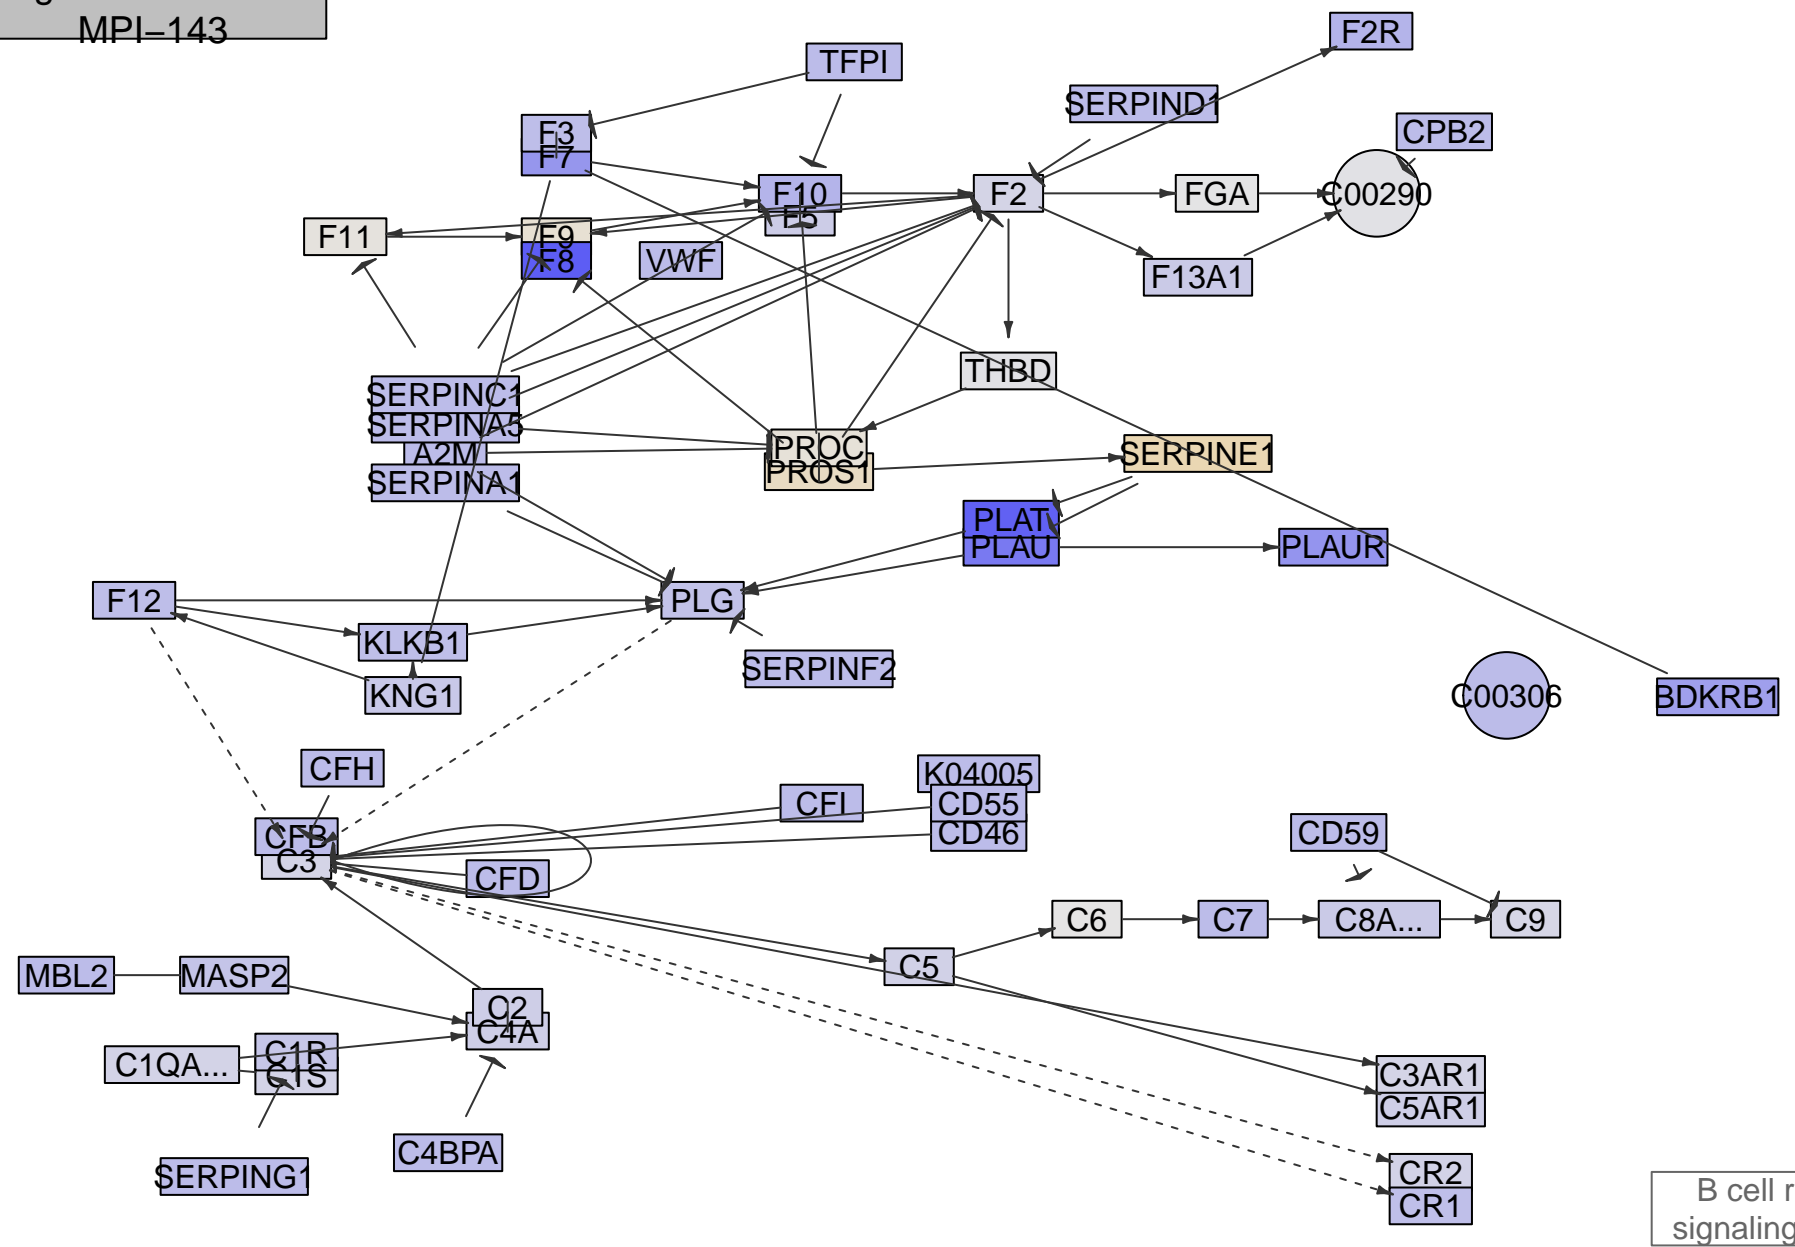 MPI–143
F2R
TFPI
SERPIND1
F3
CPB2
F7
F10
F2
FGA
C00290
F5
F11
F9
F8
VWF
F13A1
THBD
SERPINC1
SERPINA5
A2M
PROC
SERPINE1
PROS1
SERPINA1
PLAT
PLAU
PLAUR
F12
PLG
KLKB1
SERPINF2
KNG1
C00306
BDKRB1
CFH
K04005
CFI
CD55
CFB
CD46
CD59
C3
CFD
C6
C7
C8A...
C9
C5
MBL2
MASP2
C2
C4A
C1R
C1QA...
C1S
C3AR1
C5AR1
C4BPA
SERPING1
CR2
CR1
B cell r
signaling